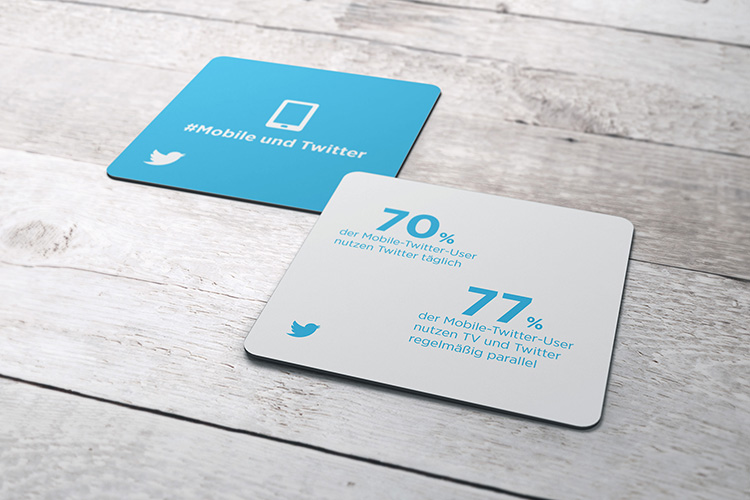 #Mobile und Twitter
70%
der Mobile-Twitter-User
nutzen Twitter täglich
77%
der Mobile-Twitter-User
nutzen TV und Twitter
regelmäßig parallel